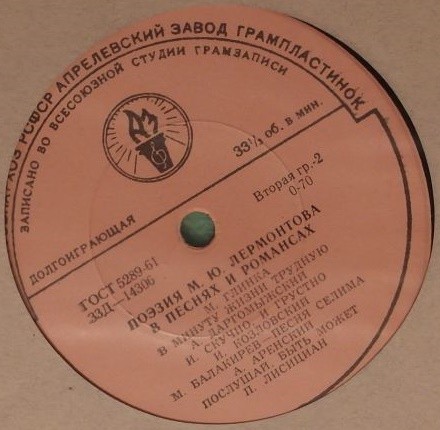 РСФСР АПРЕЛЕВСКИЙ ЗАВОД ГРАМПЛАСТИНОК
ЗАПИСАНО ВО ВСЕСОЮЗНОЙ СТУДИИ ГРАМЗАПИСИ
АЗ
ДОЛГОИГРАЮЩАЯ
33⅓ об. в мин.
ГОСТ 5289-61
33Д—14306
Вторая гр.-2
0-70
ПОЭЗИЯ М. Ю. ЛЕРМОНТОВА
В ПЕСНЯХ И РОМАНСАХ
М. ГЛИНКА
В МИНУТУ ЖИЗНИ ТРУДНУЮ
А. ДАРГОМЫЖСКИЙ
И СКУЧНО И ГРУСТНО
И. КОЗЛОВСКИЙ
М. БАЛАКИРЕВ—ПЕСНЯ СЕЛИМА
А. АРЕНСКИЙ
ПОСЛУШАЙ БЫТЬ МОЖЕТ
П. ЛИСИЦИАН